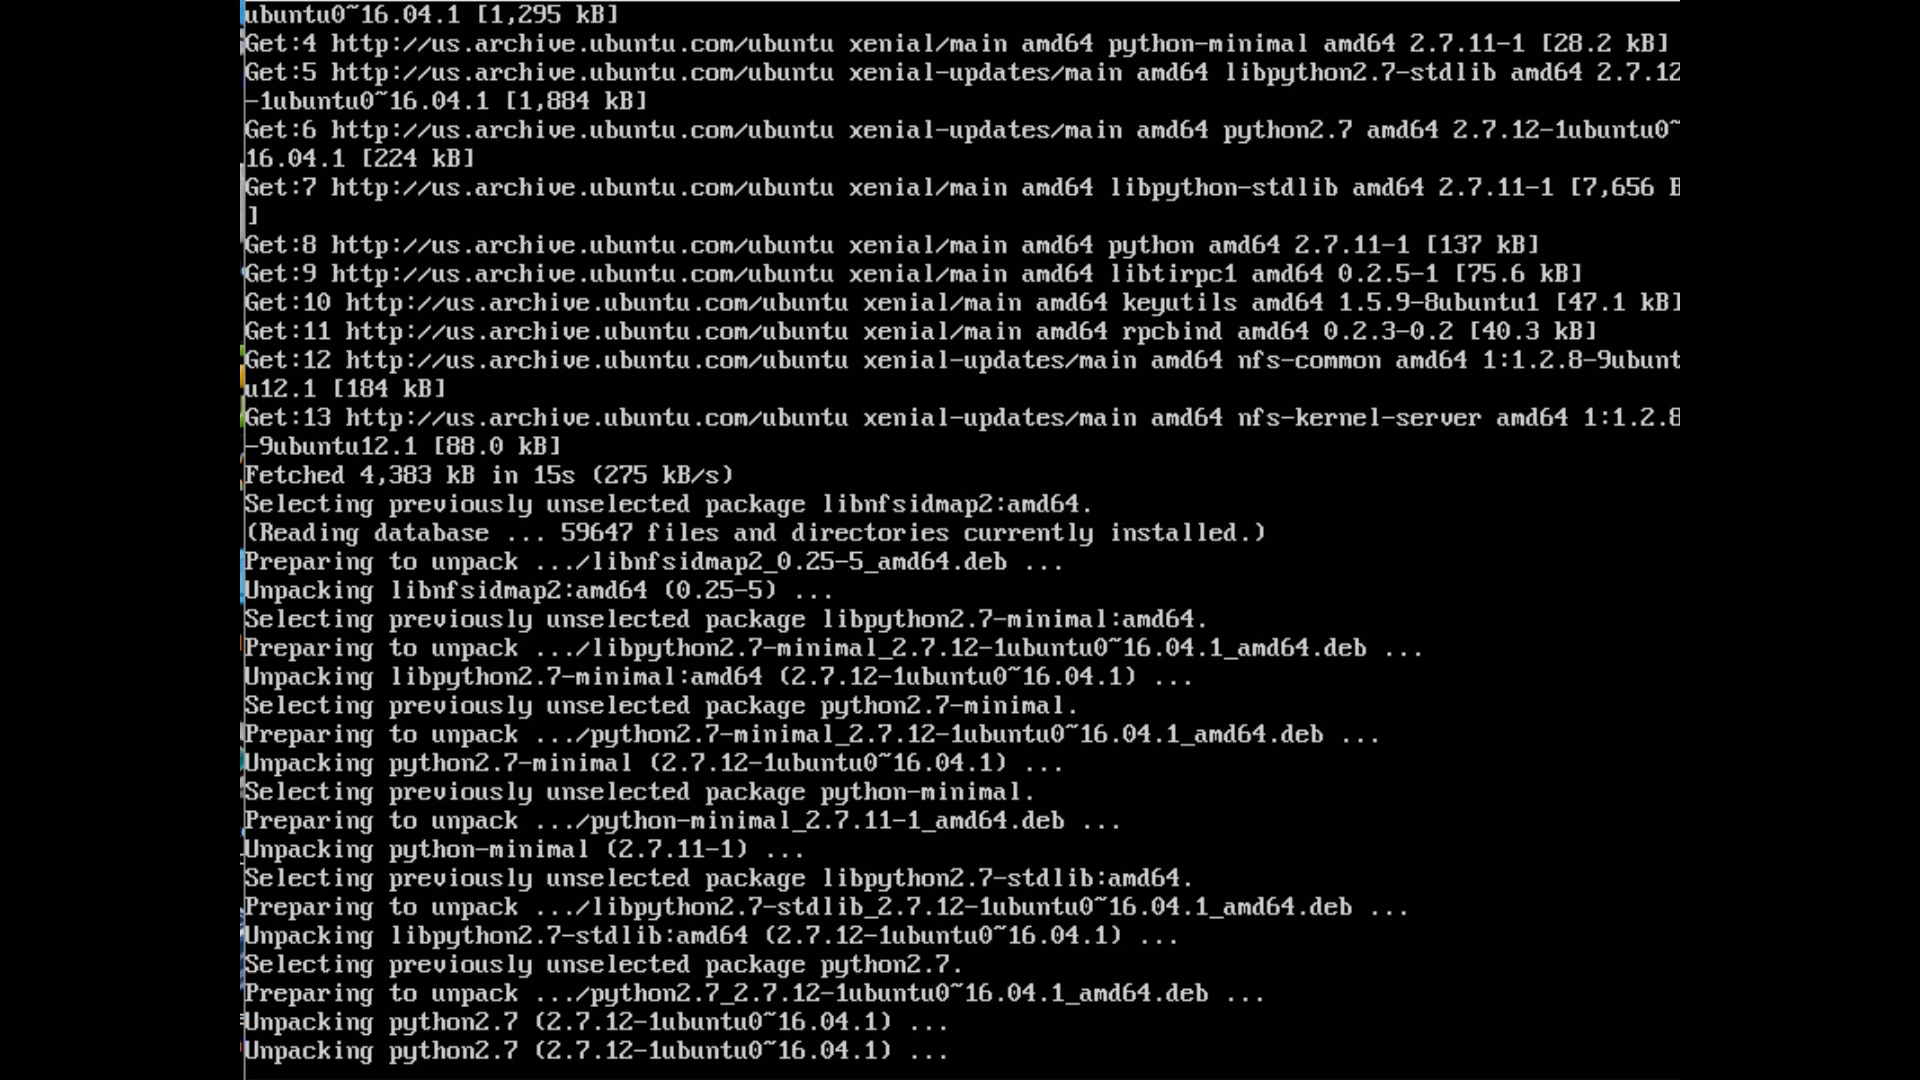 ubuntu0~16.04.1 [1,295 kB]
Get:4 http://us.archive.ubuntu.com/ubuntu xenial/main amd64 python-minimal amd64 2.7.11-1 [28.2 kB]
Get:5 http://us.archive.ubuntu.com/ubuntu xenial-updates/main amd64 libpython2.7-stdlib amd64 2.7.12
-1ubuntu0~16.04.1 [1,884 kB]
Get:6 http://us.archive.ubuntu.com/ubuntu xenial-updates/main amd64 python2.7 amd64 2.7.12-1ubuntu0~
16.04.1 [224 kB]
Get:7 http://us.archive.ubuntu.com/ubuntu xenial/main amd64 libpython-stdlib amd64 2.7.11-1 [7,656 B
]
Get:8 http://us.archive.ubuntu.com/ubuntu xenial/main amd64 python amd64 2.7.11-1 [137 kB]
Get:9 http://us.archive.ubuntu.com/ubuntu xenial/main amd64 libtirpc1 amd64 0.2.5-1 [75.6 kB]
Get:10 http://us.archive.ubuntu.com/ubuntu xenial/main amd64 keyutils amd64 1.5.9-8ubuntu1 [47.1 kB]
Get:11 http://us.archive.ubuntu.com/ubuntu xenial/main amd64 rpcbind amd64 0.2.3-0.2 [40.3 kB]
Get:12 http://us.archive.ubuntu.com/ubuntu xenial-updates/main amd64 nfs-common amd64 1:1.2.8-9ubunt
u12.1 [184 kB]
Get:13 http://us.archive.ubuntu.com/ubuntu xenial-updates/main amd64 nfs-kernel-server amd64 1:1.2.8
-9ubuntu12.1 [88.0 kB]
Fetched 4,383 kB in 15s (275 kB/s)
Selecting previously unselected package libnfsidmap2:amd64.
(Reading database ... 59647 files and directories currently installed.)
Preparing to unpack .../libnfsidmap2_0.25-5_amd64.deb ...
Unpacking libnfsidmap2:amd64 (0.25-5) ...
Selecting previously unselected package libpython2.7-minimal:amd64.
Preparing to unpack .../libpython2.7-minimal_2.7.12-1ubuntu0~16.04.1_amd64.deb ...
Unpacking libpython2.7-minimal:amd64 (2.7.12-1ubuntu0~16.04.1) ...
Selecting previously unselected package python2.7-minimal.
Preparing to unpack .../python2.7-minimal_2.7.12-1ubuntu0~16.04.1_amd64.deb ...
Unpacking python2.7-minimal (2.7.12-1ubuntu0~16.04.1) ...
Selecting previously unselected package python-minimal.
Preparing to unpack .../python-minimal_2.7.11-1_amd64.deb ...
Unpacking python-minimal (2.7.11-1) ...
Selecting previously unselected package libpython2.7-stdlib:amd64.
Preparing to unpack .../libpython2.7-stdlib_2.7.12-1ubuntu0~16.04.1_amd64.deb ...
Unpacking libpython2.7-stdlib:amd64 (2.7.12-1ubuntu0~16.04.1) ...
Selecting previously unselected package python2.7.
Preparing to unpack .../python2.7_2.7.12-1ubuntu0~16.04.1_amd64.deb ...
Unpacking python2.7 (2.7.12-1ubuntu0~16.04.1) ...
Unpacking python2.7 (2.7.12-1ubuntu0~16.04.1) ...